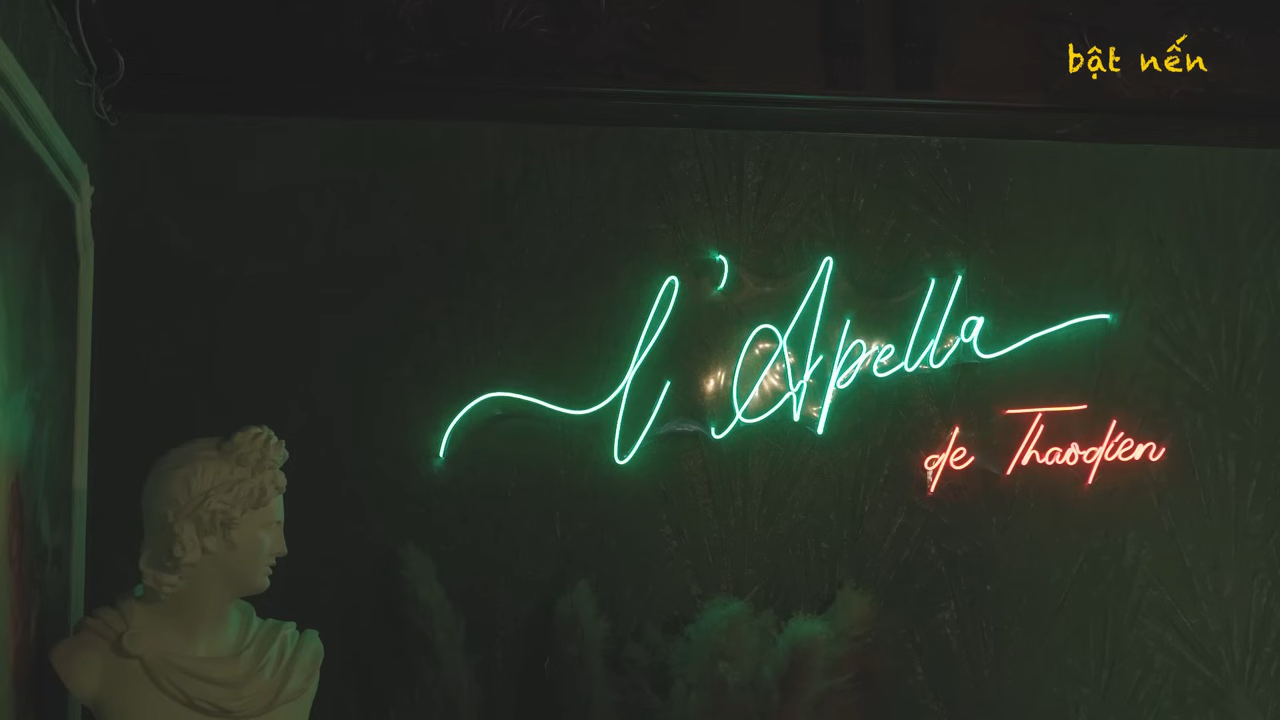 bật nến
l'Apella
de Thaodien